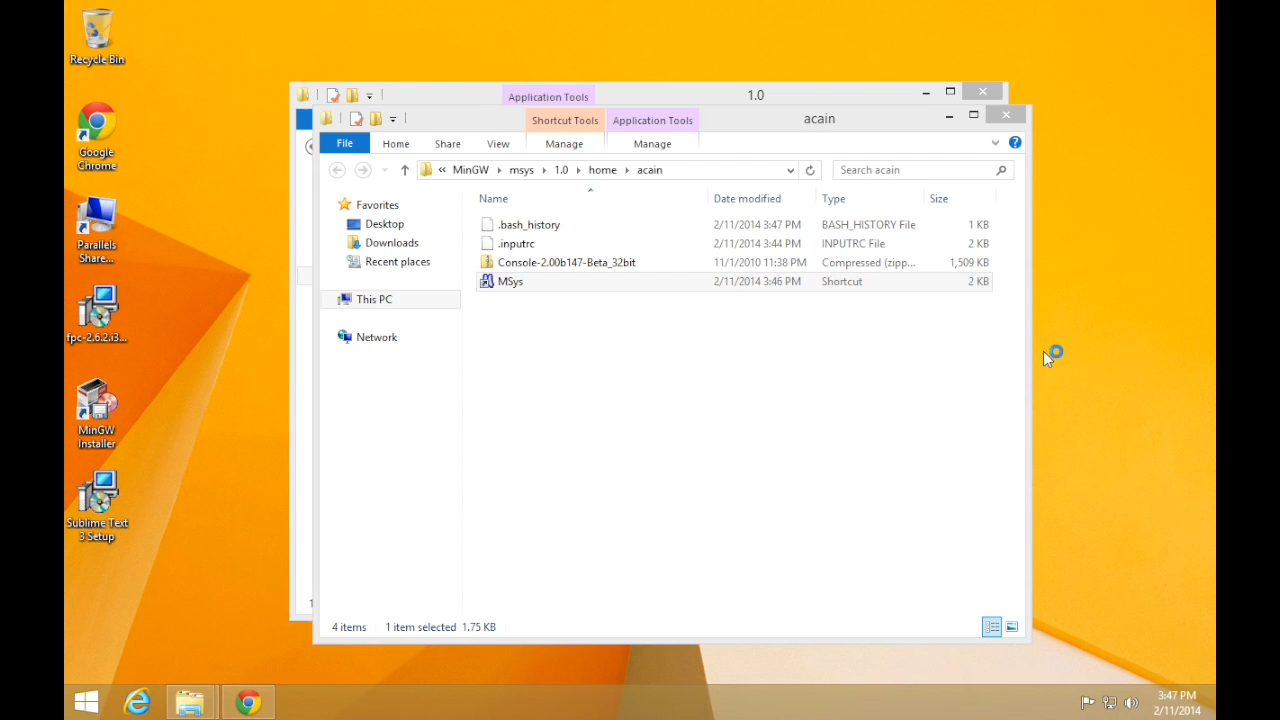 Recycle Bin
Google
Chrome
Parallels
Share...
fpc-2.6.2.i3...
MinGW
Installer
Sublime Text
3 Setup
Application Tools
1.0
Shortcut Tools
Application Tools
acain
File
Home
Share
View
Manage
Manage
« MinGW msys 1.0 home acain
Search acain
Name
Date modified
Type
Size
Favorites
Desktop
Downloads
Recent places
This PC
Network
.bash_history 2/11/2014 3:47 PM BASH_HISTORY File 1 KB
.inputrc 2/11/2014 3:44 PM INPUTRC File 2 KB
Console-2.00b147-Beta_32bit 11/1/2010 11:38 PM Compressed (zipp... 1,509 KB
MSys 2/11/2014 3:46 PM Shortcut 2 KB
4 items 1 item selected 1.75 KB
3:47 PM
2/11/2014